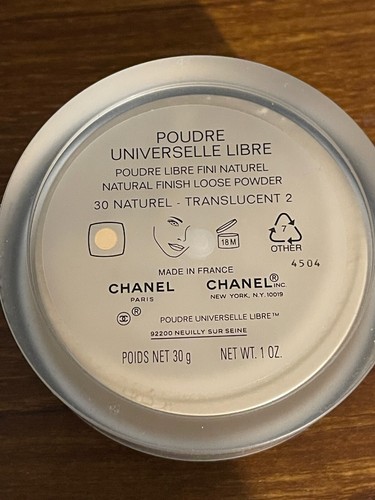 POUDRE
UNIVERSELLE LIBRE
POUDRE LIBRE FINI NATUREL
NATURAL FINISH LOOSE POWDER
30 NATUREL - TRANSLUCENT 2
18 M
7
OTHER
4504
MADE IN FRANCE
CHANEL CHANEL® INC.
PARIS NEW YORK, N.Y. 10019
® POUDRE UNIVERSELLE LIBRE™
92200 NEUILLY SUR SEINE
POIDS NET 30 g NET WT. 1 OZ.